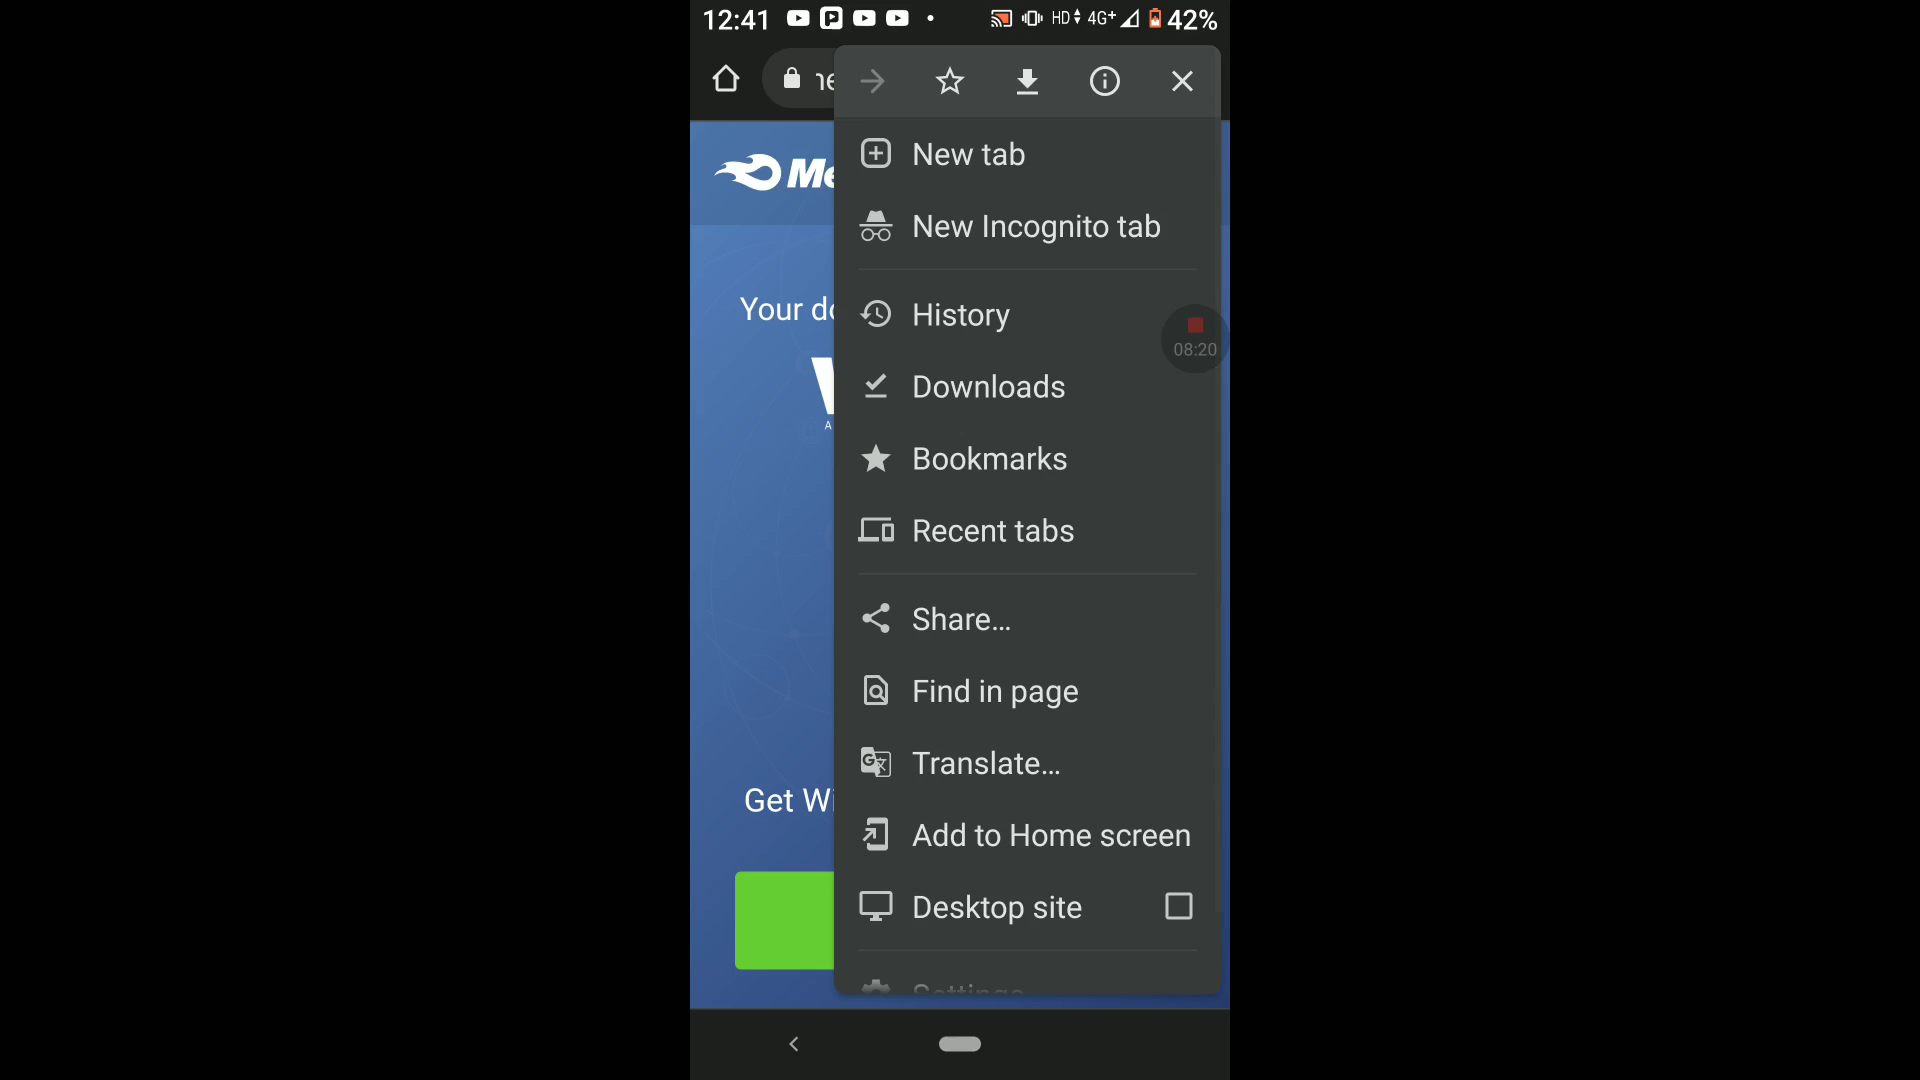 12:41 HD 4G+ 42%
New tab
New Incognito tab
Your
History
08:20
Downloads
A
Bookmarks
Recent tabs
Share...
Find in page
Translate...
Get
Add to Home screen
Desktop site
Settings